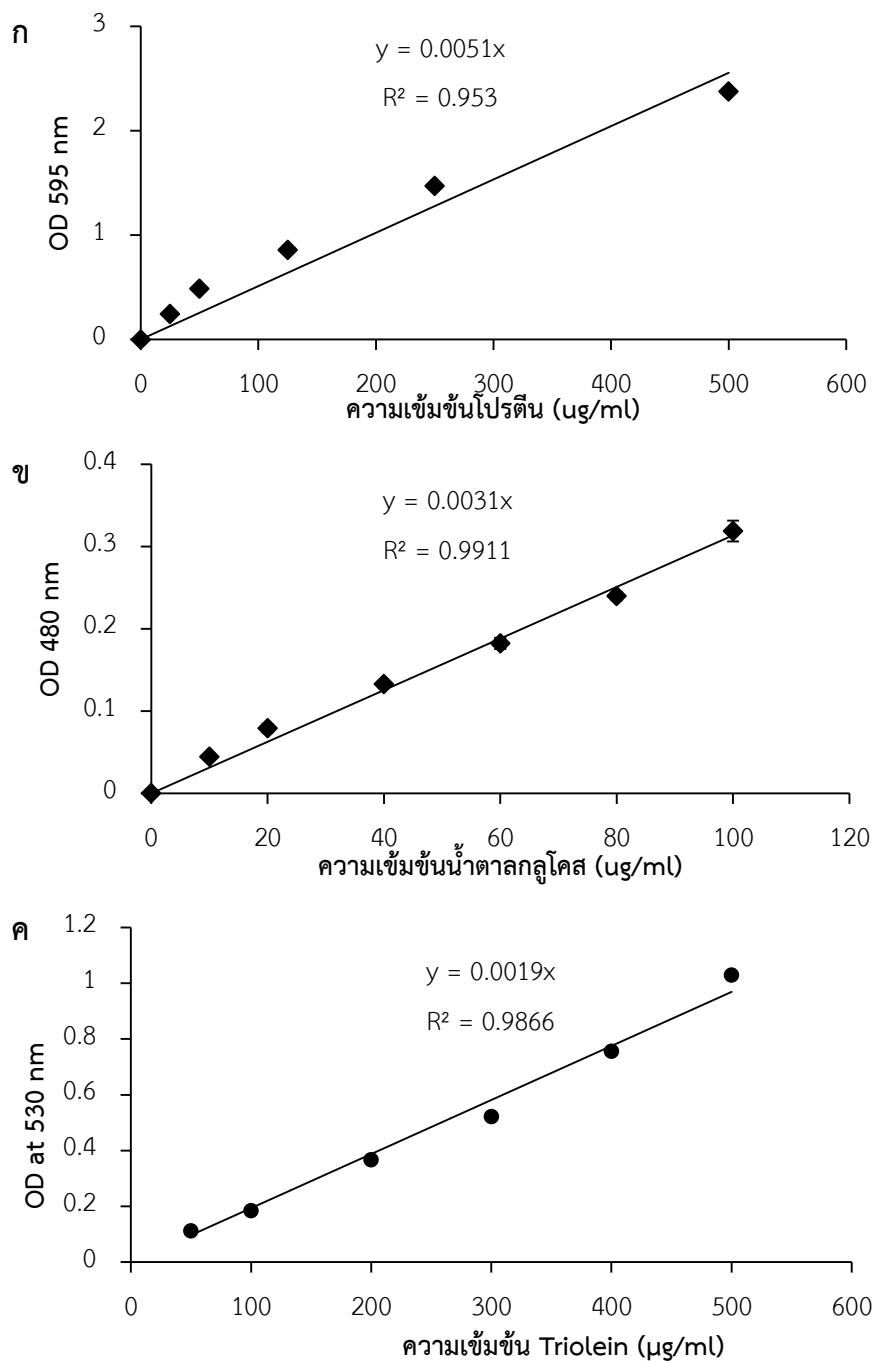 ก
y = 0.0051x
R² = 0.953
OD 595 nm
3
2
1
0
0 100 200 300 400 500 600
ความเข้มข้นโปรตีน (ug/ml)
ข
y = 0.0031x
R² = 0.9911
OD 480 nm
0.4
0.3
0.2
0.1
0
0 20 40 60 80 100 120
ความเข้มข้นน้ำตาลกลูโคส (ug/ml)
ค
y = 0.0019x
R² = 0.9866
OD at 530 nm
1.2
1
0.8
0.6
0.4
0.2
0
0 100 200 300 400 500 600
ความเข้มข้น Triolein (µg/ml)